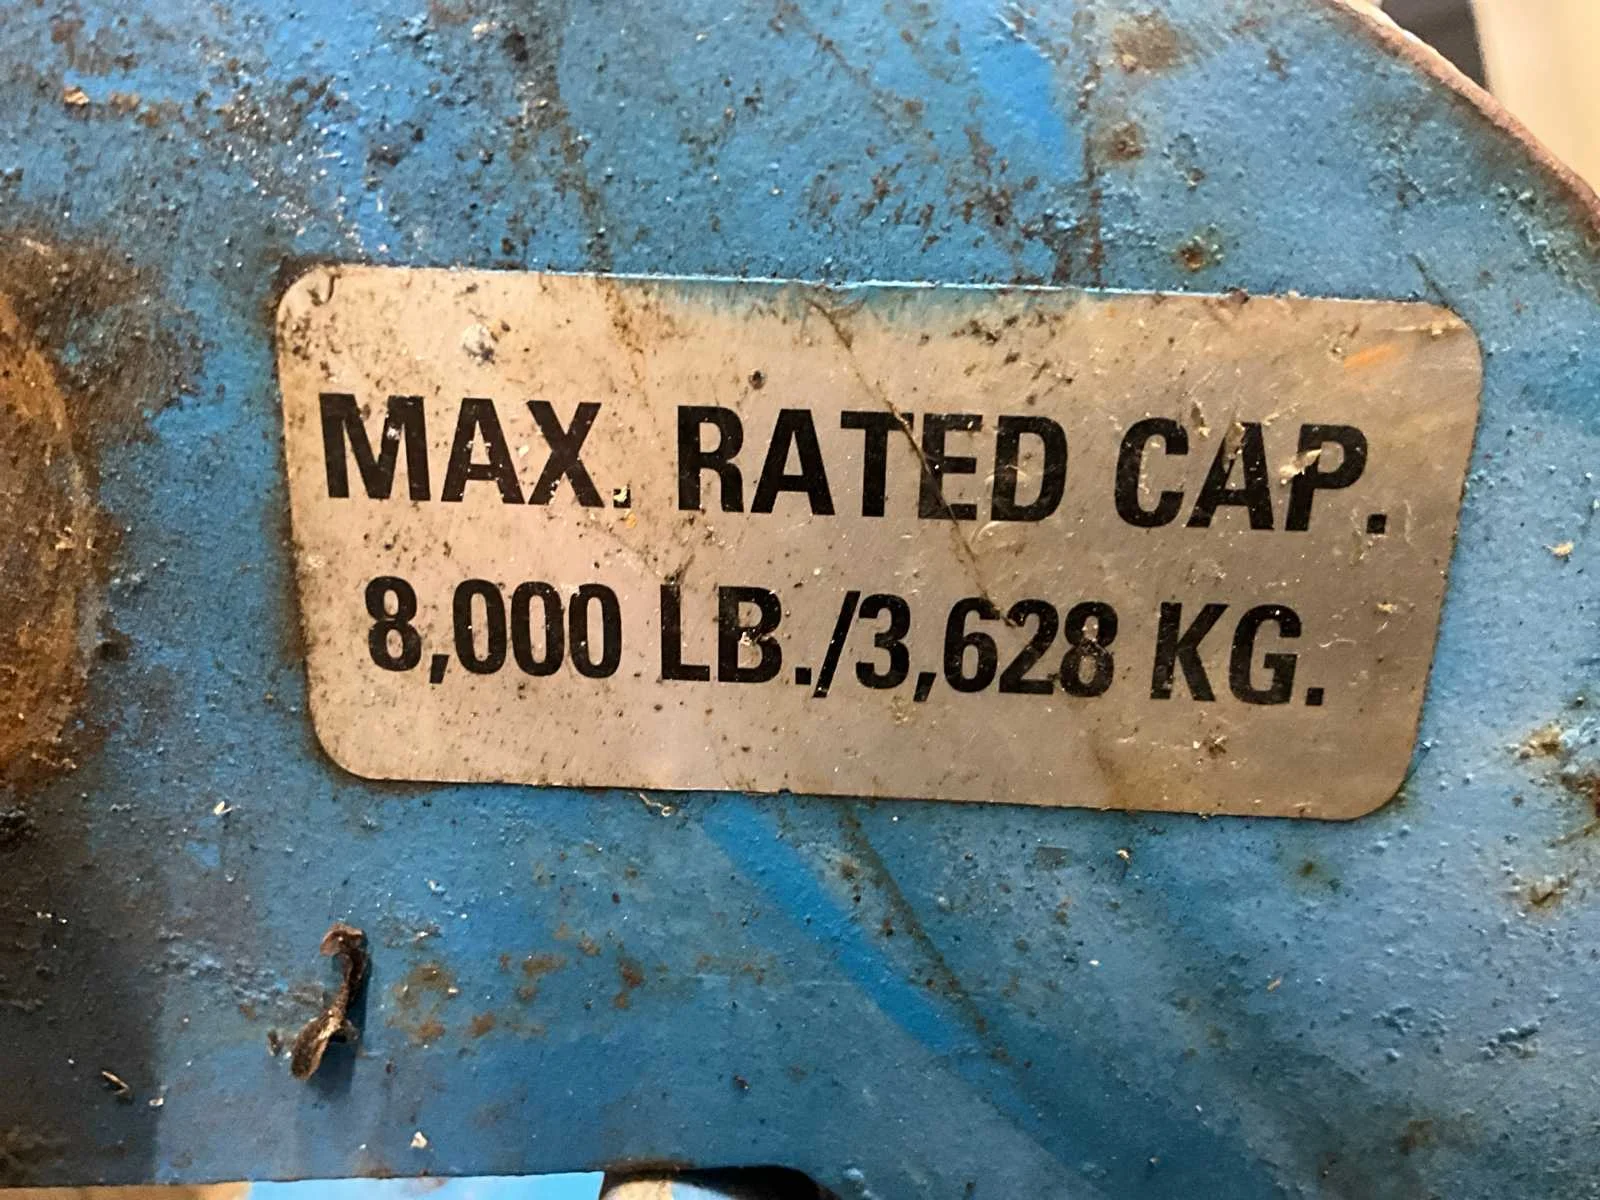 MAX. RATED CAP.
8,000 LB./3,628 KG.